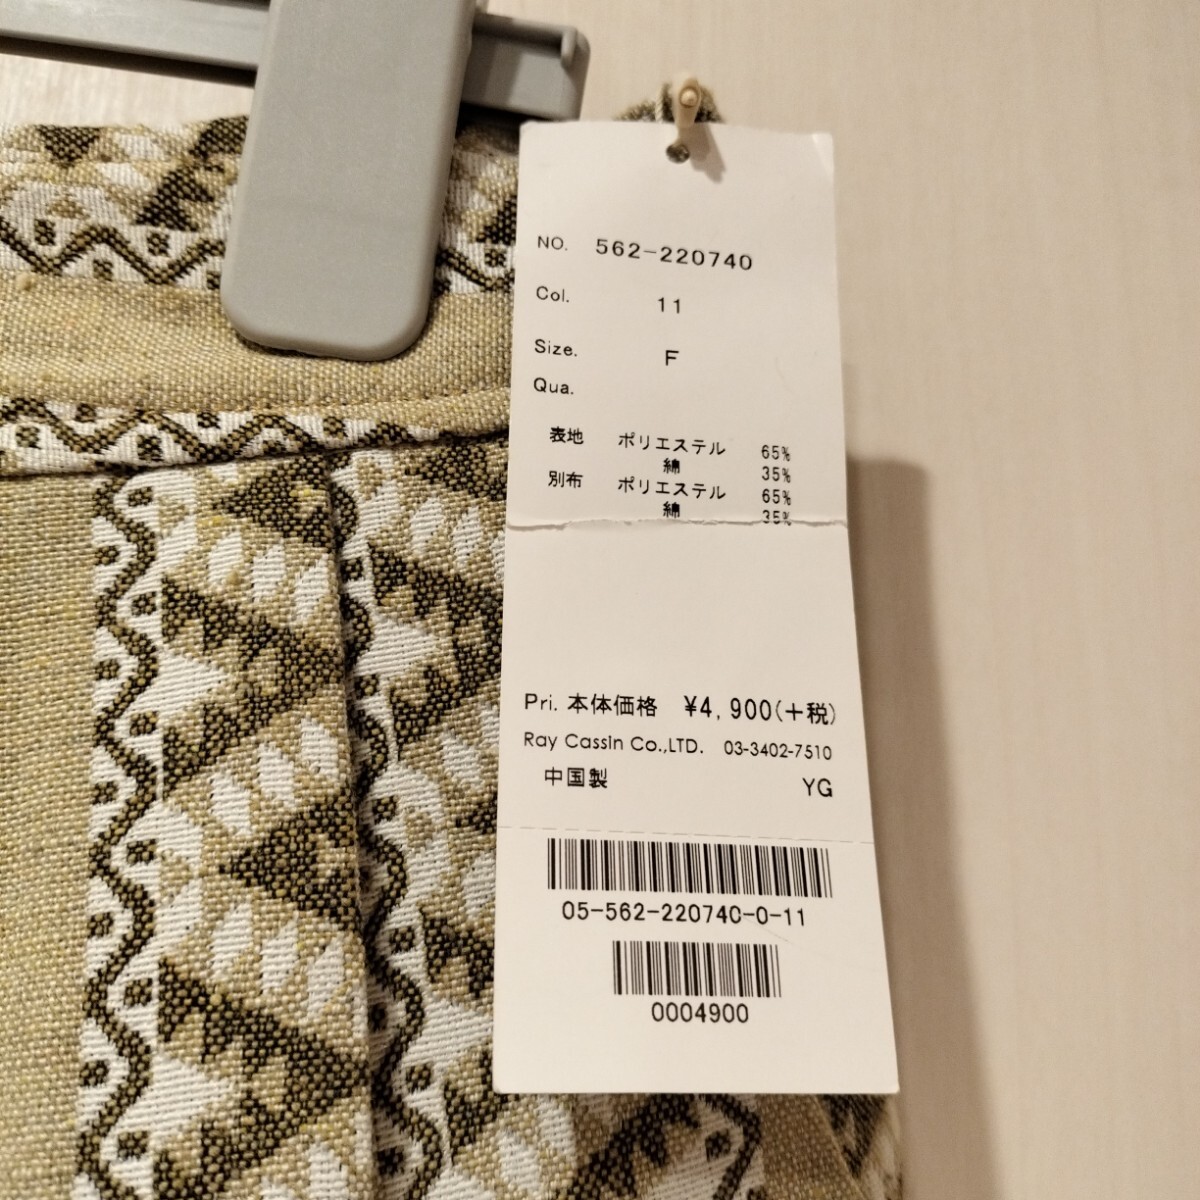 NO. 562-220740
Col. 11
Size. F
Qua.
表地 ポリエステル 65%
綿 35%
別布 ポリエステル 65%
綿 35%
Pri. 本体価格 ¥4,900(+税)
Ray Cassin Co.,LTD. 03-3402-7510
中国製 YG
05-562-220740-0-11
0004900